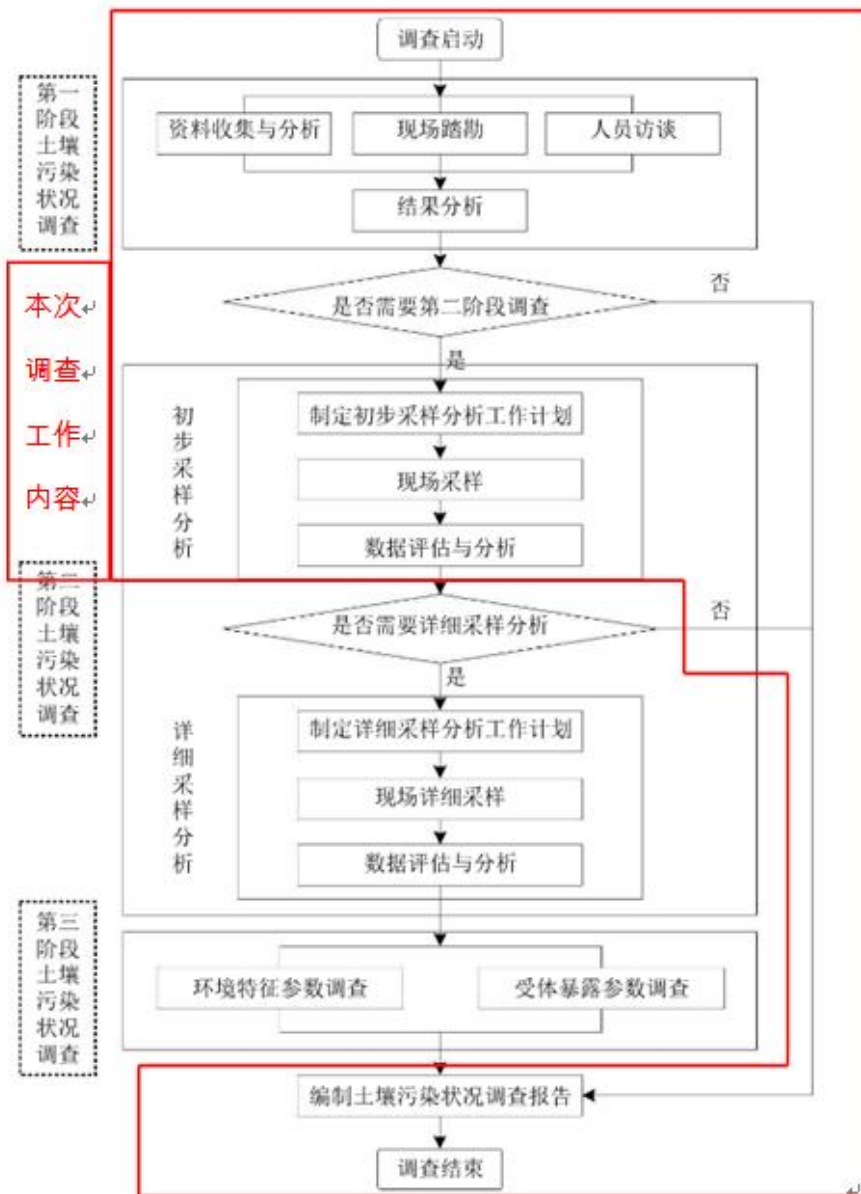 调查启动
第一
阶段
土壤
污染
状况
调查
资料收集与分析
现场踏勘
人员访谈
结果分析
是否需要第二阶段调查
否
是
本次
调查
工作
内容
初步采样分析
制定初步采样分析工作计划
现场采样
数据评估与分析
第二
阶段
土壤
污染
状况
调查
是否需要详细采样分析
否
是
详细采样分析
制定详细采样分析工作计划
现场详细采样
数据评估与分析
第三
阶段
土壤
污染
状况
调查
环境特征参数调查
受体暴露参数调查
编制土壤污染状况调查报告
调查结束